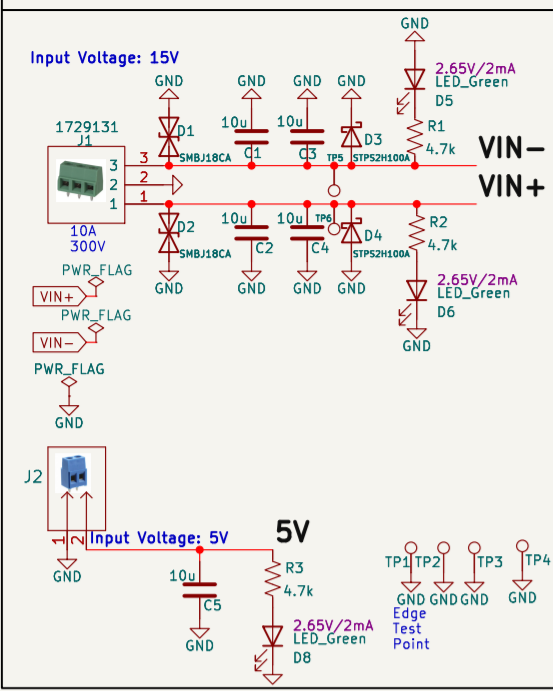 GND
Input Voltage: 15V
2.65V/2mA
LED_Green
D5
GND GND GND GND
1729131
J1
10u 10u
D1 D3 R1
C1 C3 4.7k
SMBJ18CA TP5 STPS2H100A
VIN-
3 3
2 2
1 1
VIN+
10u 10u TP6
D2 C2 C4 D4 R2
4.7k
SMBJ18CA STPS2H100A
10A
300V
GND GND GND GND
2.65V/2mA
LED_Green
D6
GND
PWR_FLAG
VIN+
PWR_FLAG
VIN-
PWR_FLAG
GND
J2
1 2
Input Voltage: 5V
5V
GND
10u
C5
R3
4.7k
GND
2.65V/2mA
LED_Green
D8
TP1 TP2 TP3 TP4
GND GND GND GND
Edge
Test
Point